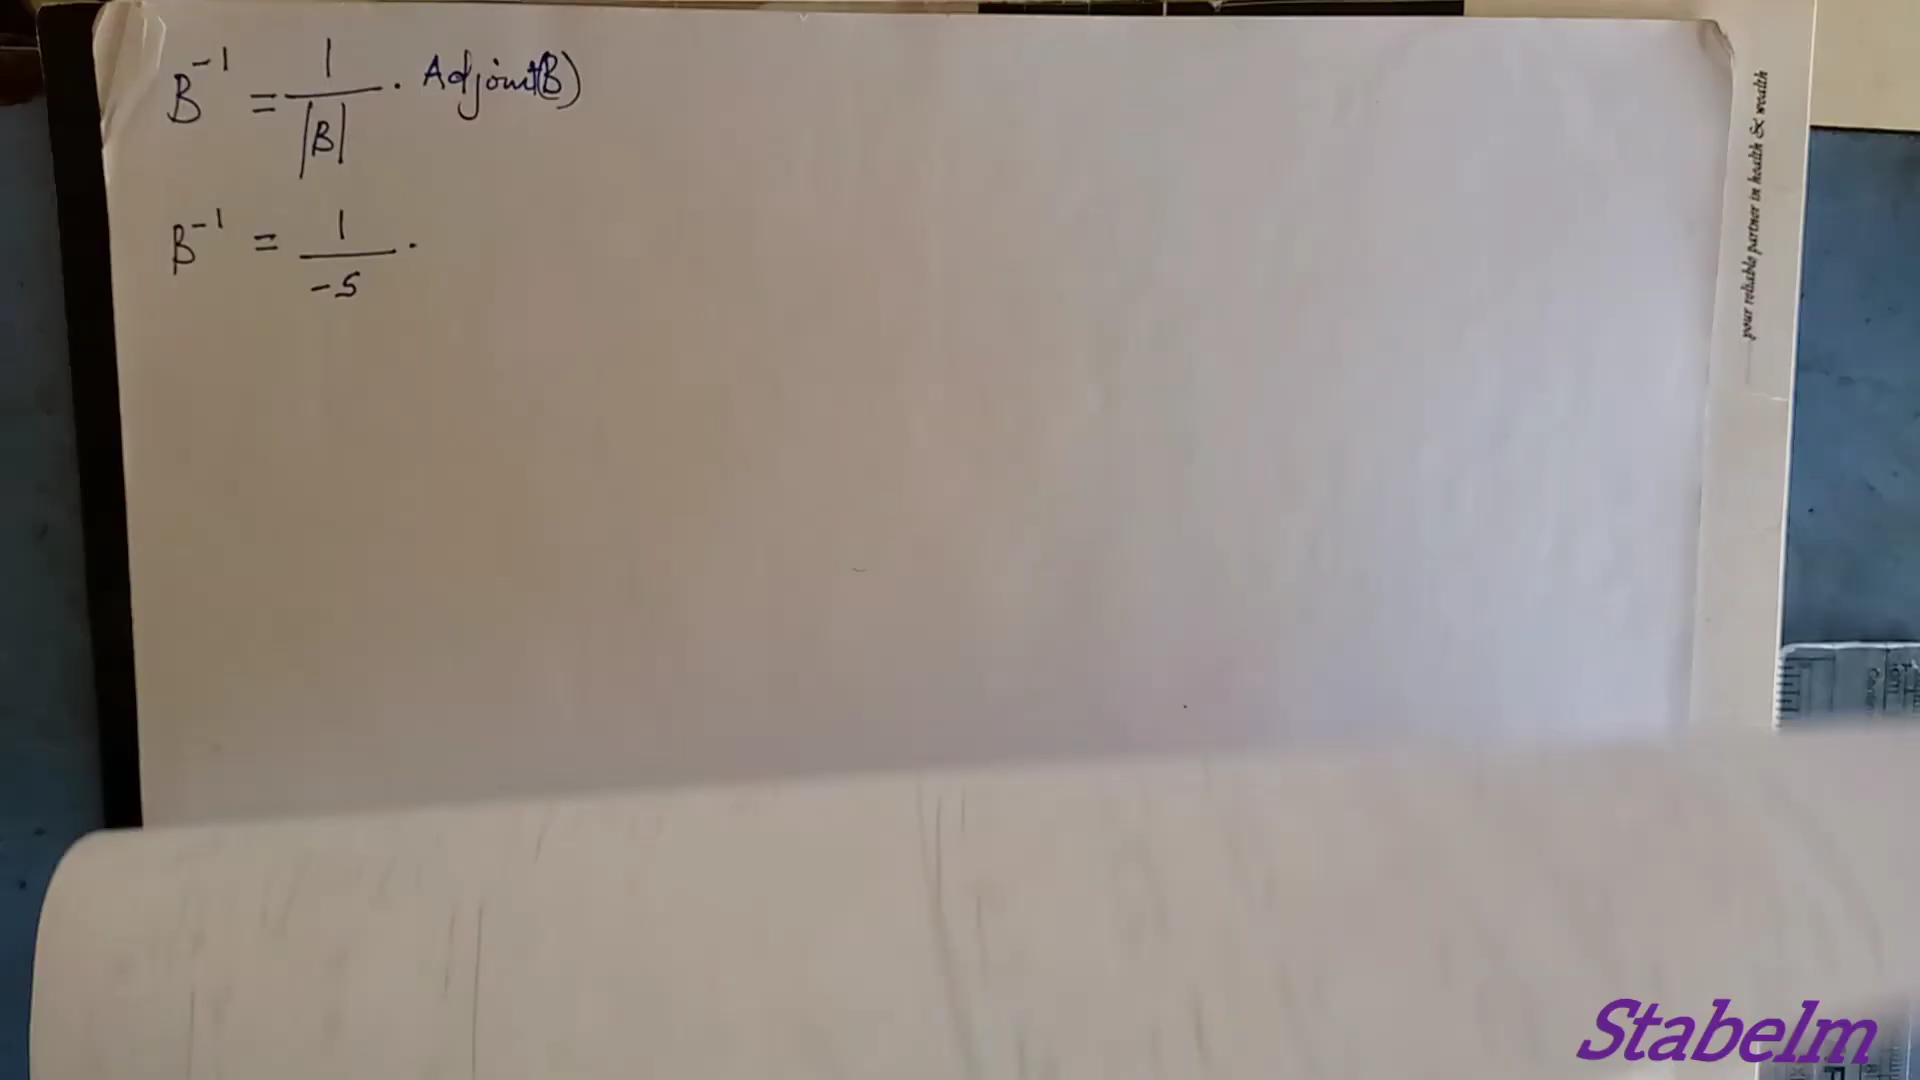 B⁻¹ = 1/|B| · Adjoint(B)
B⁻¹ = 1/-5 ·
your reliable partner in health & wealth
Stabelm